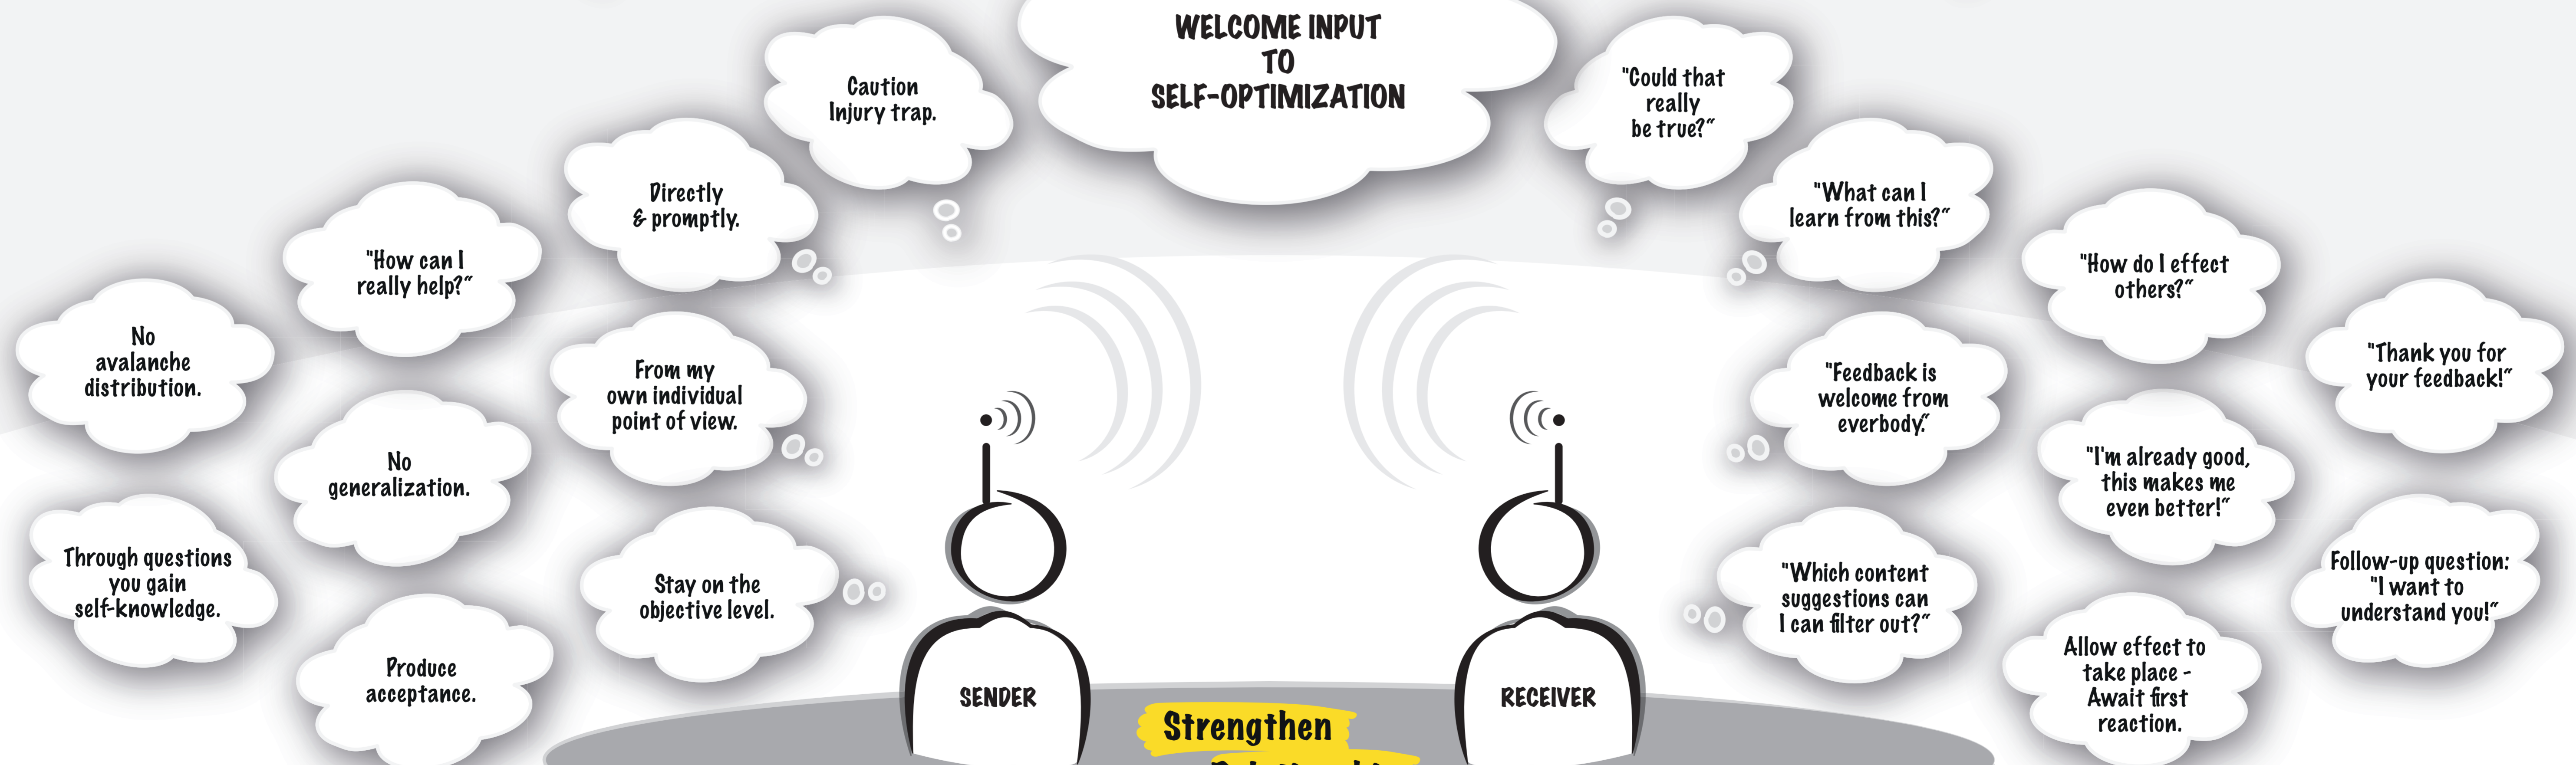 WELCOME INPUT
TO
SELF-OPTIMIZATION
Caution
Injury trap.
Directly
& promptly.
"How can I
really help?"
No
avalanche
distribution.
From my
own individual
point of view.
No
generalization.
Through questions
you gain
self-knowledge.
Stay on the
objective level.
Produce
acceptance.
"Could that
really
be true?"
"What can I
learn from this?"
"How do I effect
others?"
"Thank you for
your feedback!"
"Feedback is
welcome from
everbody."
"I'm already good,
this makes me
even better!"
"Which content
suggestions can
I can filter out?"
Follow-up question:
"I want to
understand you!"
Allow effect to
take place -
Await first
reaction.
SENDER
RECEIVER
Strengthen